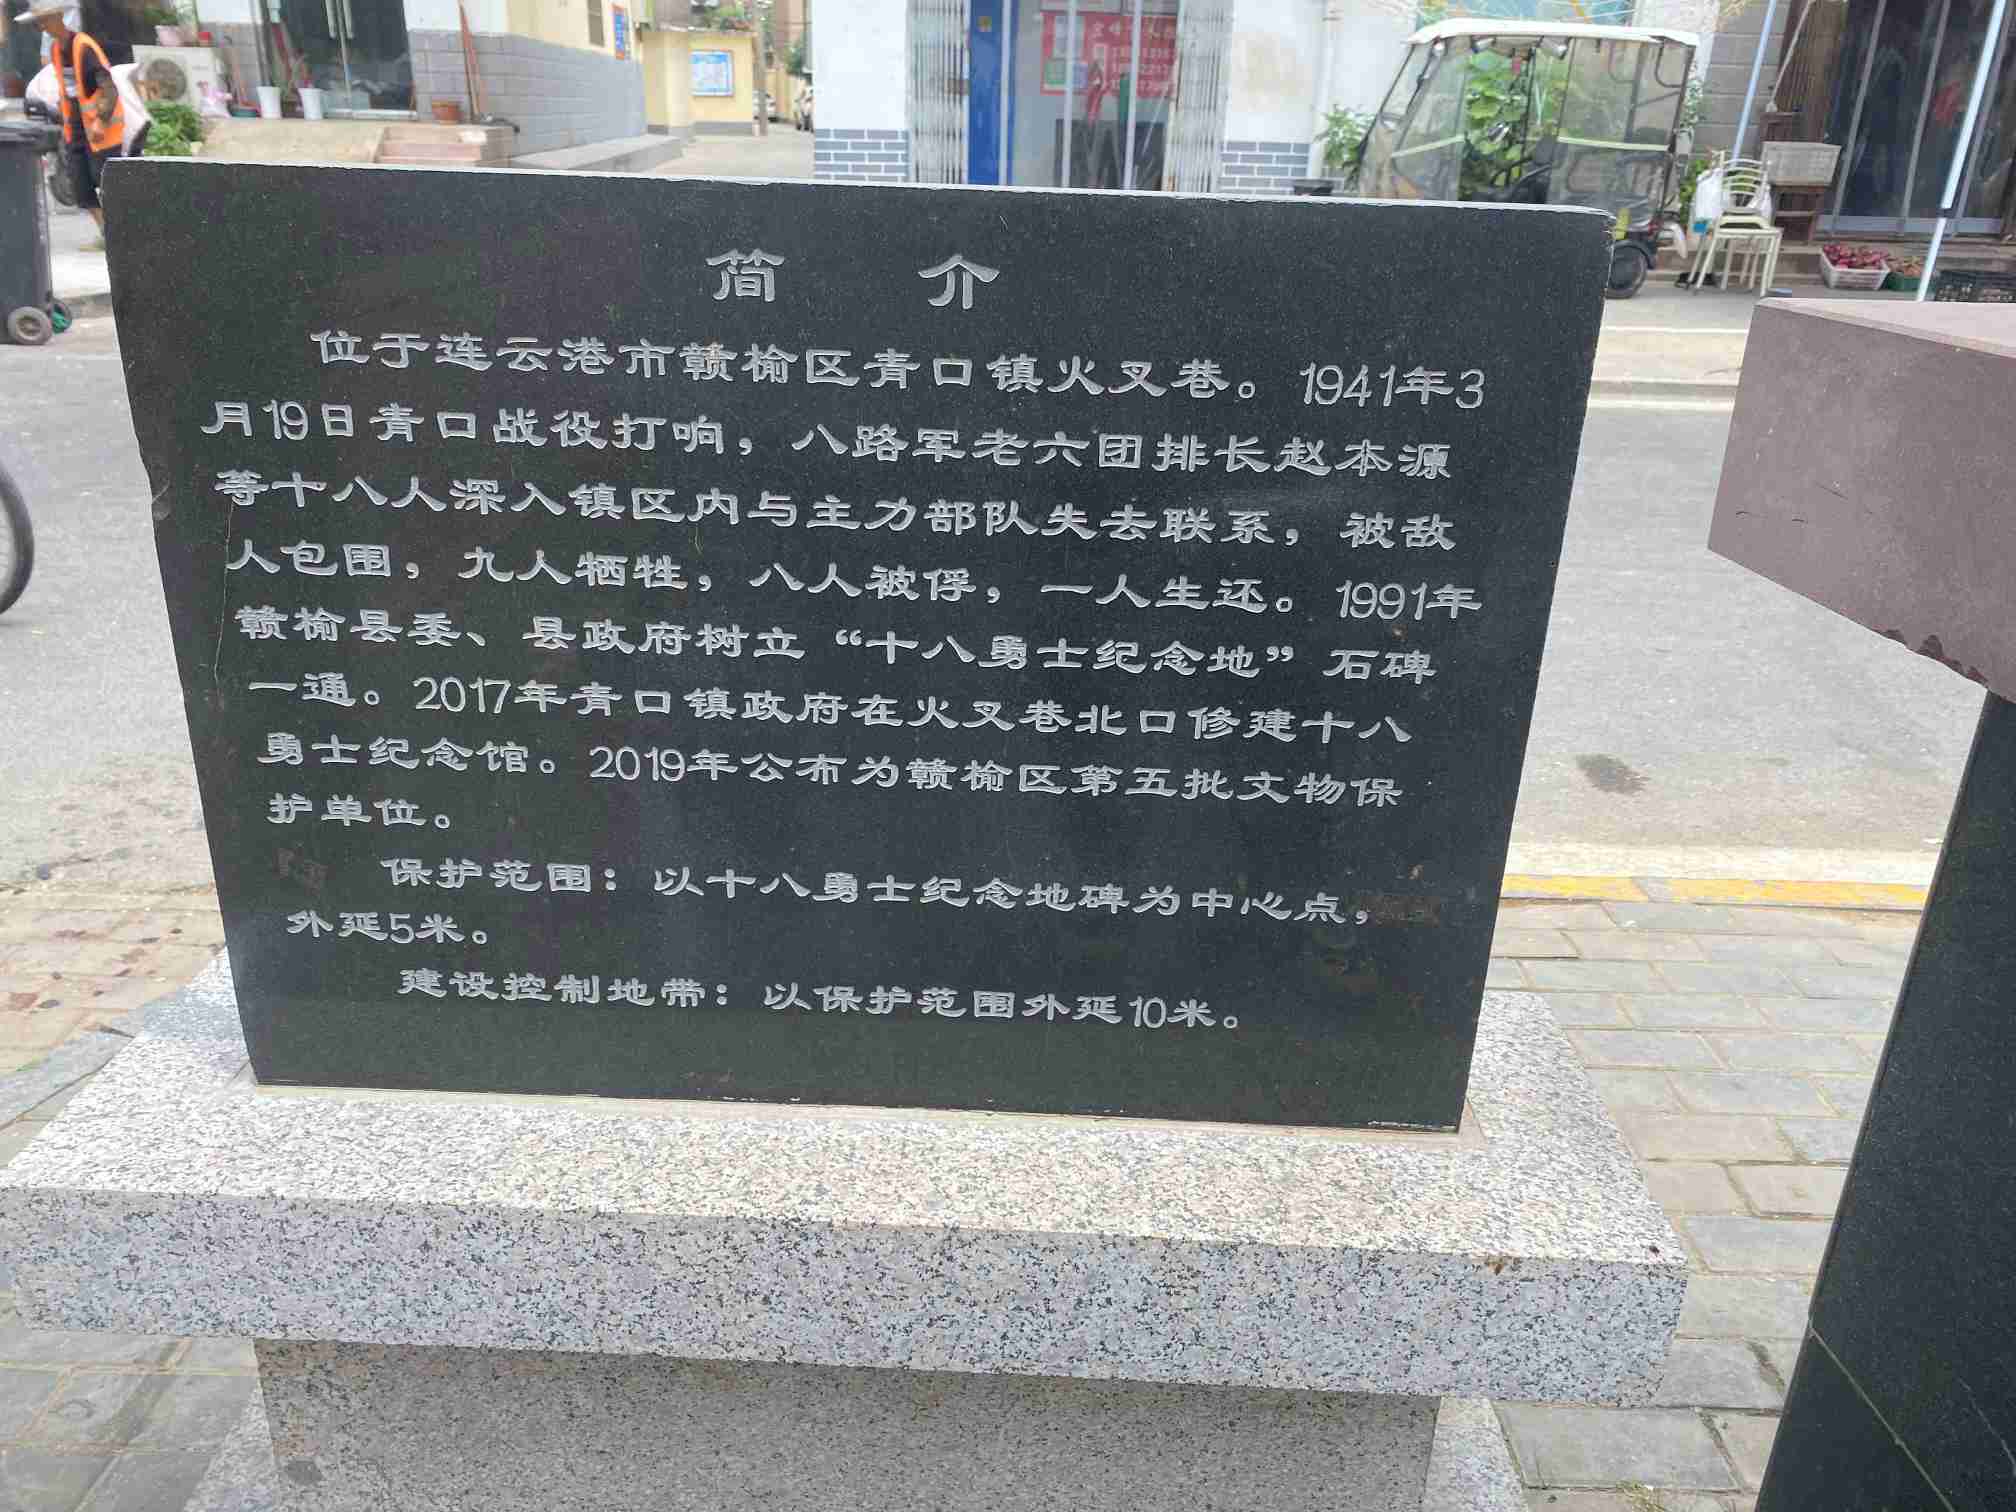 简 介
位于连云港市赣榆区青口镇火叉巷。1941年3
月19日青口战役打响，八路军老六团排长赵本源
等十八人深入镇区内与主力部队失去联系，被敌
人包围，九人牺牲，八人被俘，一人生还。1991年
赣榆县委、县政府树立“十八勇士纪念地”石碑
一通。2017年青口镇政府在火叉巷北口修建十八
勇士纪念馆。2019年公布为赣榆区第五批文物保
护单位。
保护范围：以十八勇士纪念地碑为中心点，
外延5米。
建设控制地带：以保护范围外延10米。